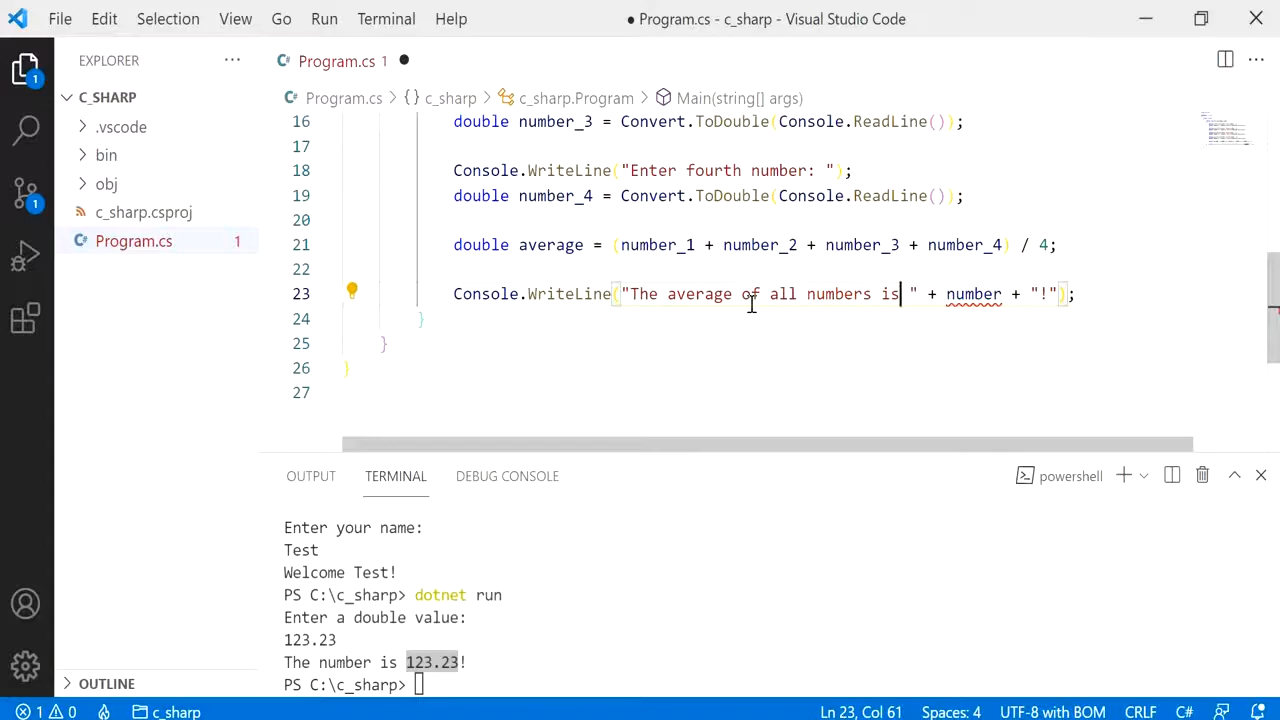 File Edit Selection View Go Run Terminal Help ● Program.cs - c_sharp - Visual Studio Code
EXPLORER ···
Program.cs 1 ●
C_SHARP
Program.cs > {} c_sharp > c_sharp.Program > Main(string[] args)
.vscode
bin
obj
c_sharp.csproj
Program.cs 1
1
1
16 double number_3 = Convert.ToDouble(Console.ReadLine());
17
18 Console.WriteLine("Enter fourth number: ");
19 double number_4 = Convert.ToDouble(Console.ReadLine());
20
21 double average = (number_1 + number_2 + number_3 + number_4) / 4;
22
23 Console.WriteLine("The average of all numbers is " + number + "!");
24 }
25 }
26 }
27
OUTPUT TERMINAL DEBUG CONSOLE powershell
Enter your name:
Test
Welcome Test!
PS C:\c_sharp> dotnet run
Enter a double value:
123.23
The number is 123.23!
PS C:\c_sharp>
OUTLINE
1 0 c_sharp Ln 23, Col 61 Spaces: 4 UTF-8 with BOM CRLF C#